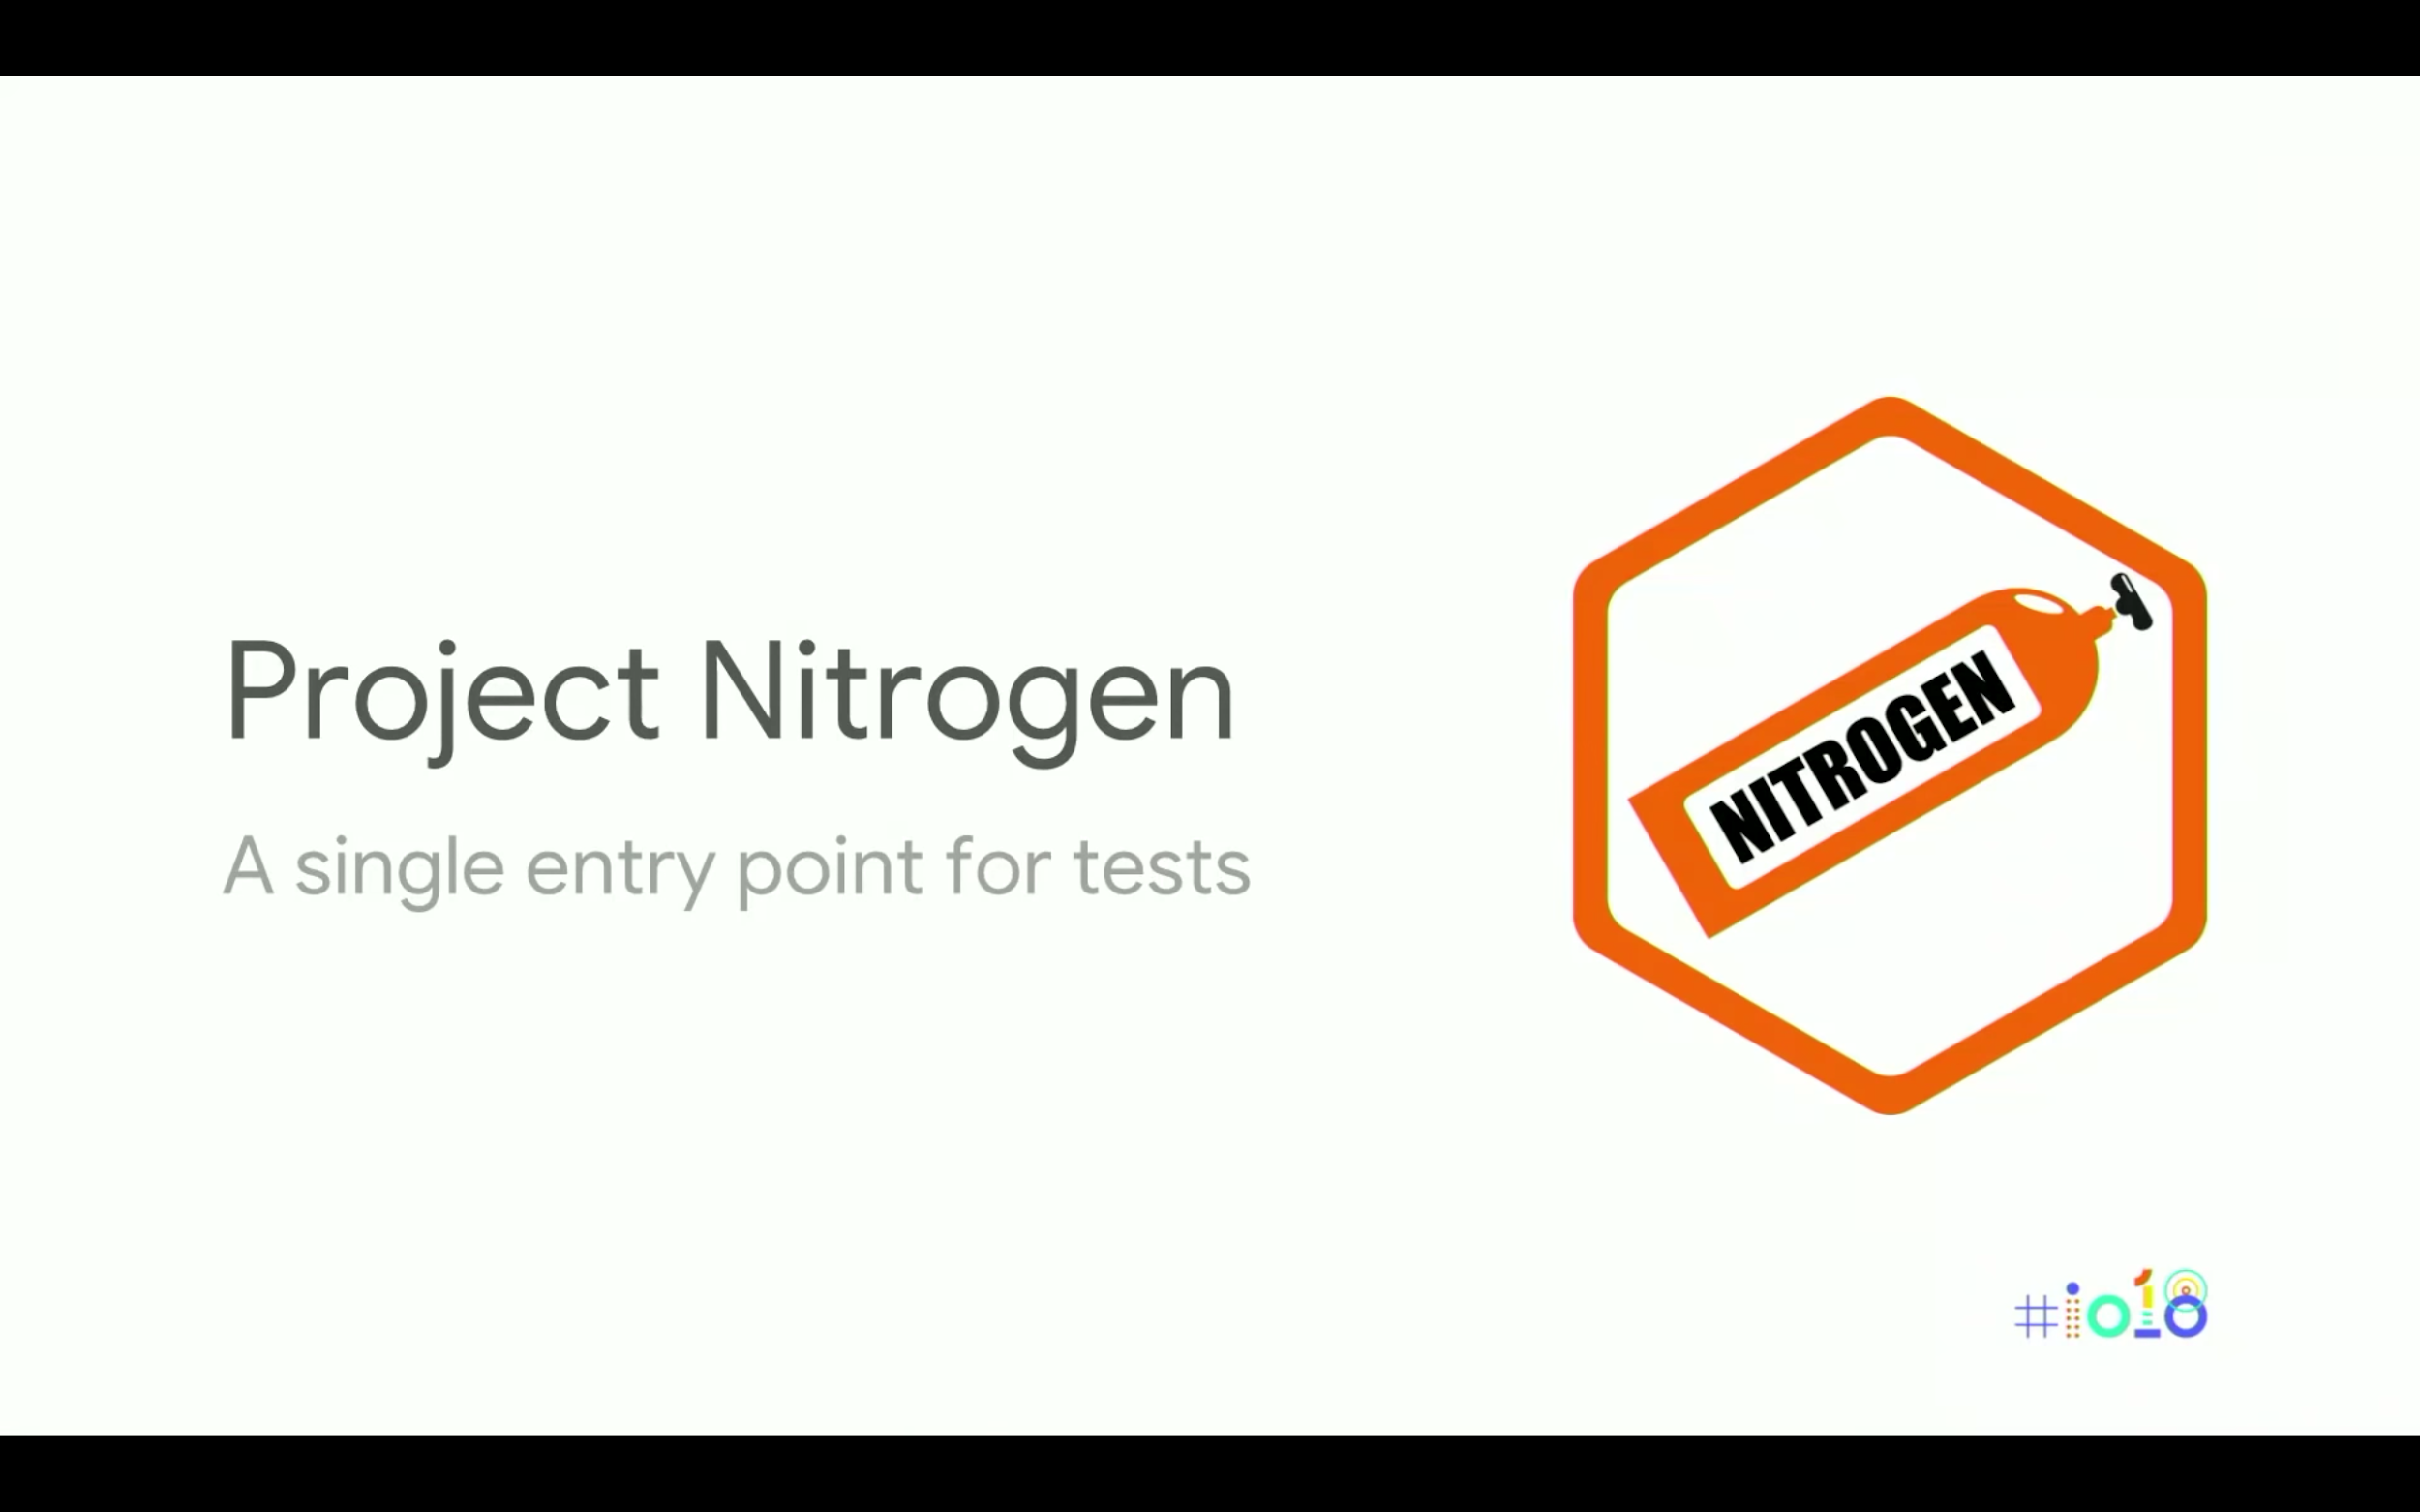 Project Nitrogen
A single entry point for tests
NITROGEN
#io18